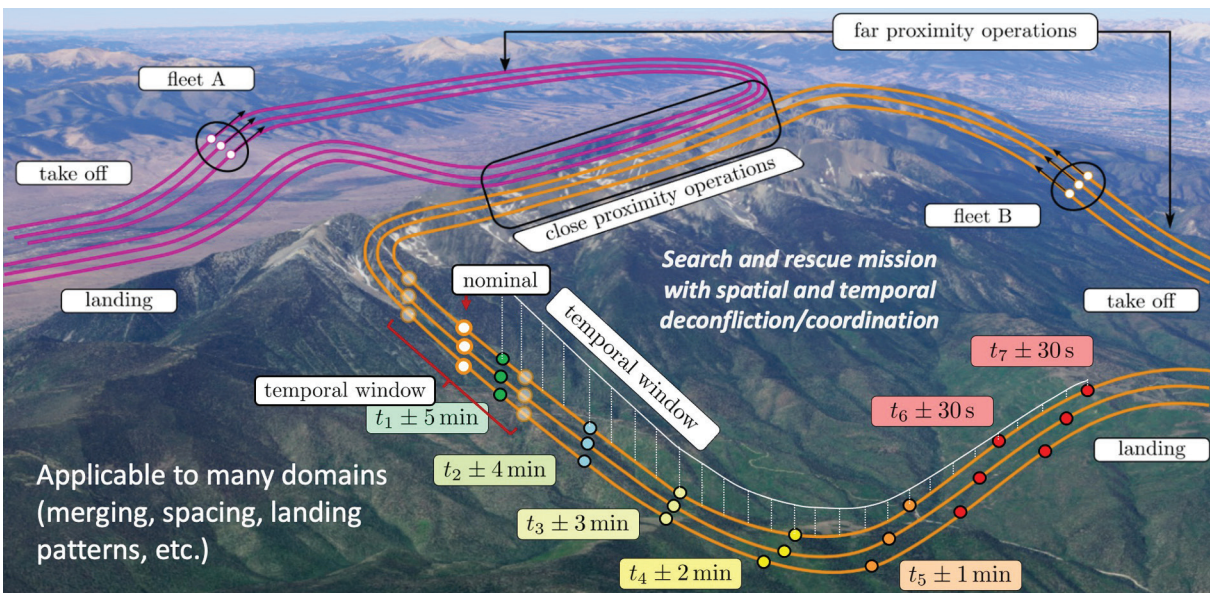 far proximity operations
fleet A
take off
close proximity operations
fleet B
Search and rescue mission
with spatial and temporal
deconfliction/coordination
landing
nominal
take off
temporal window
temporal window
t₁ ± 5 min
t₂ ± 4 min
t₃ ± 3 min
t₄ ± 2 min
t₅ ± 1 min
t₆ ± 30 s
t₇ ± 30 s
landing
Applicable to many domains
(merging, spacing, landing
patterns, etc.)